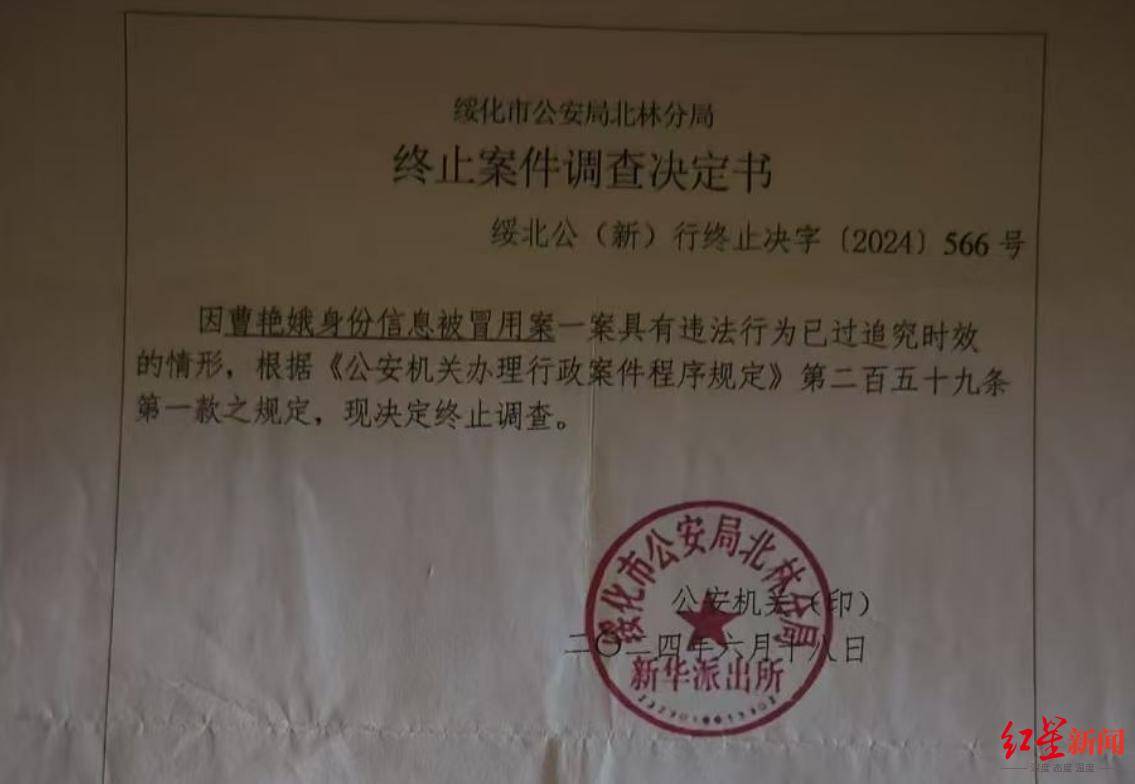 绥化市公安局北林分局
终止案件调查决定书
绥北公（新）行终止决字〔2024〕566号
因曹艳娥身份信息被冒用案一案具有违法行为已过追究时效
的情形，根据《公安机关办理行政案件程序规定》第二百五十九条
第一款之规定，现决定终止调查。
绥化市公安局北林分局
公安机关（印）
二〇二四年六月十八日
新华派出所
红星新闻
深度 态度 温度